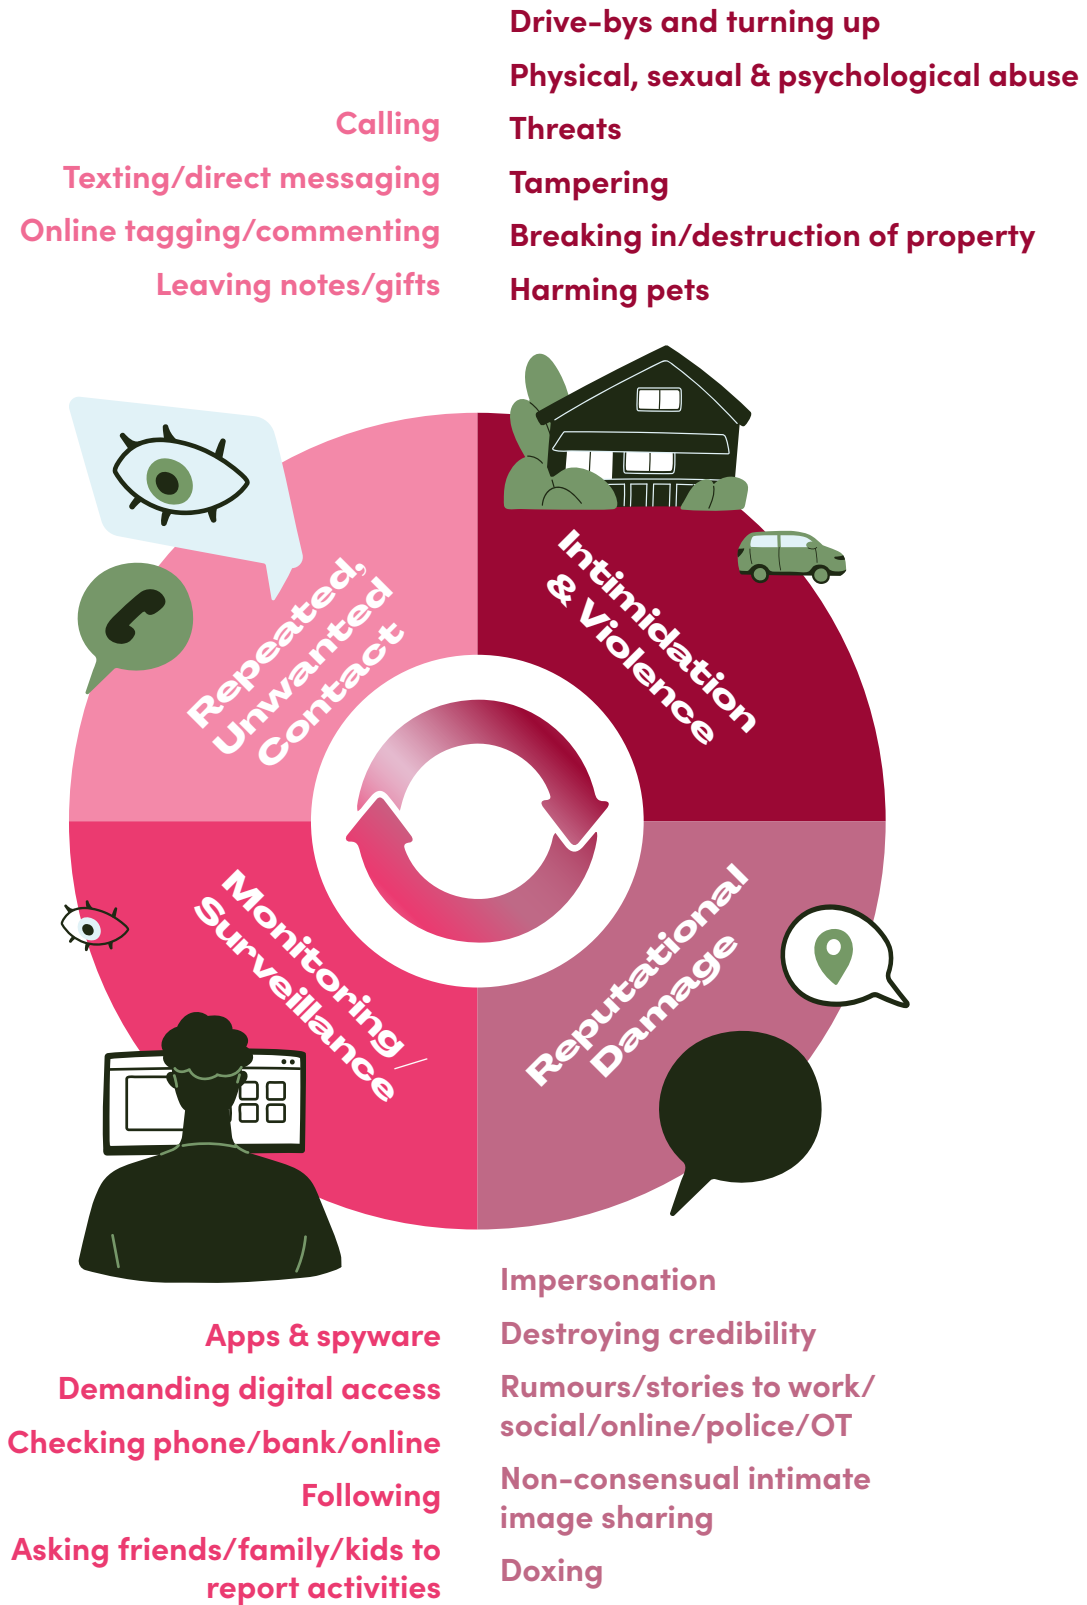 Calling
Texting/direct messaging
Online tagging/commenting
Leaving notes/gifts
Drive-bys and turning up
Physical, sexual & psychological abuse
Threats
Tampering
Breaking in/destruction of property
Harming pets
Repeated,
Unwanted
Contact
Intimidation
& Violence
Monitoring/
Surveillance
Reputational
Damage
Apps & spyware
Demanding digital access
Checking phone/bank/online
Following
Asking friends/family/kids to
report activities
Impersonation
Destroying credibility
Rumours/stories to work/
social/online/police/OT
Non-consensual intimate
image sharing
Doxing